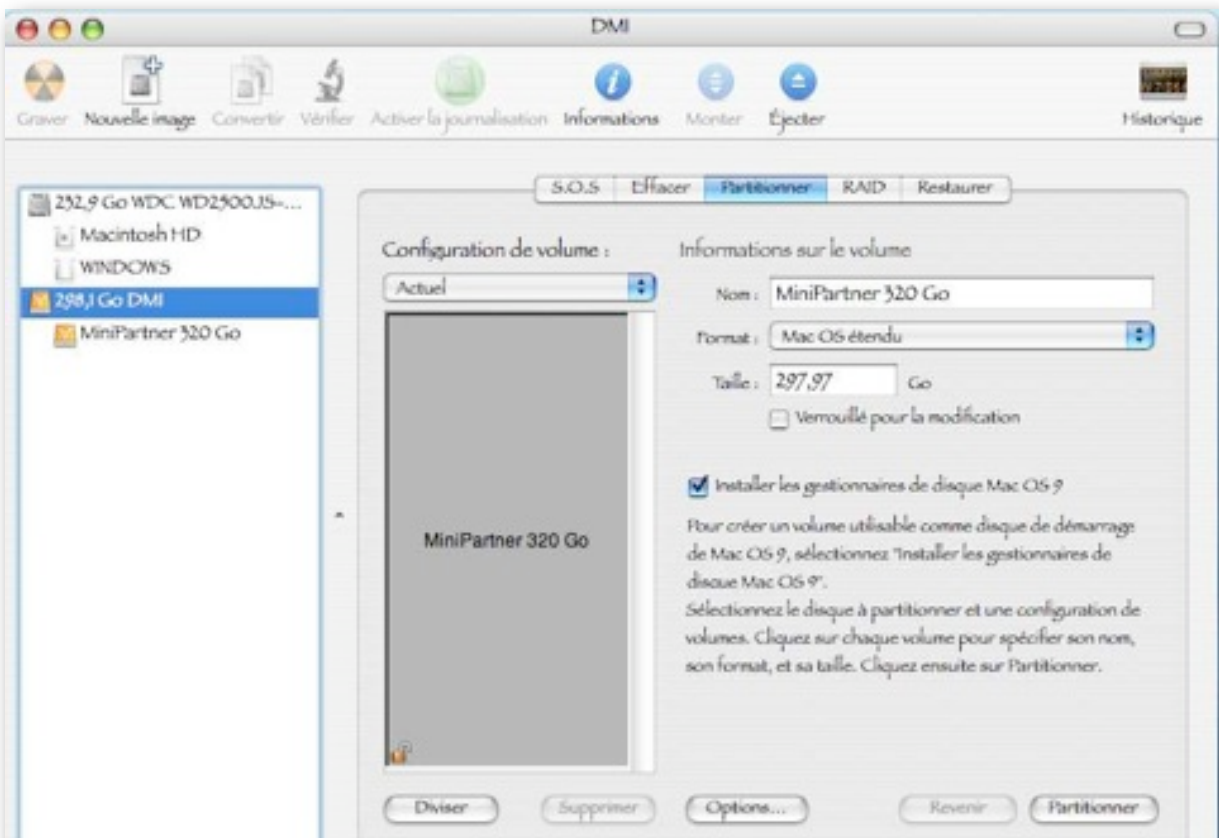 DMI
Graver
Nouvelle image
Convertir
Vérifier
Activer la journalisation
Informations
Monter
Éjecter
Historique
232,9 Go WDC WD2500JS-...
Macintosh HD
WINDOWS
298,1 Go DMI
MiniPartner 320 Go
S.O.S
Effacer
Partitionner
RAID
Restaurer
Configuration de volume :
Actuel
MiniPartner 320 Go
Informations sur le volume
Nom : MiniPartner 320 Go
Format : Mac OS étendu
Taille : 297,97 Go
Verrouillé pour la modification
Installer les gestionnaires de disque Mac OS 9
Pour créer un volume utilisable comme disque de démarrage
de Mac OS 9, sélectionnez "Installer les gestionnaires de
disque Mac OS 9".
Sélectionnez le disque à partitionner et une configuration de
volumes. Cliquez sur chaque volume pour spécifier son nom,
son format, et sa taille. Cliquez ensuite sur Partitionner.
Diviser
Supprimer
Options...
Revenir
Partitionner